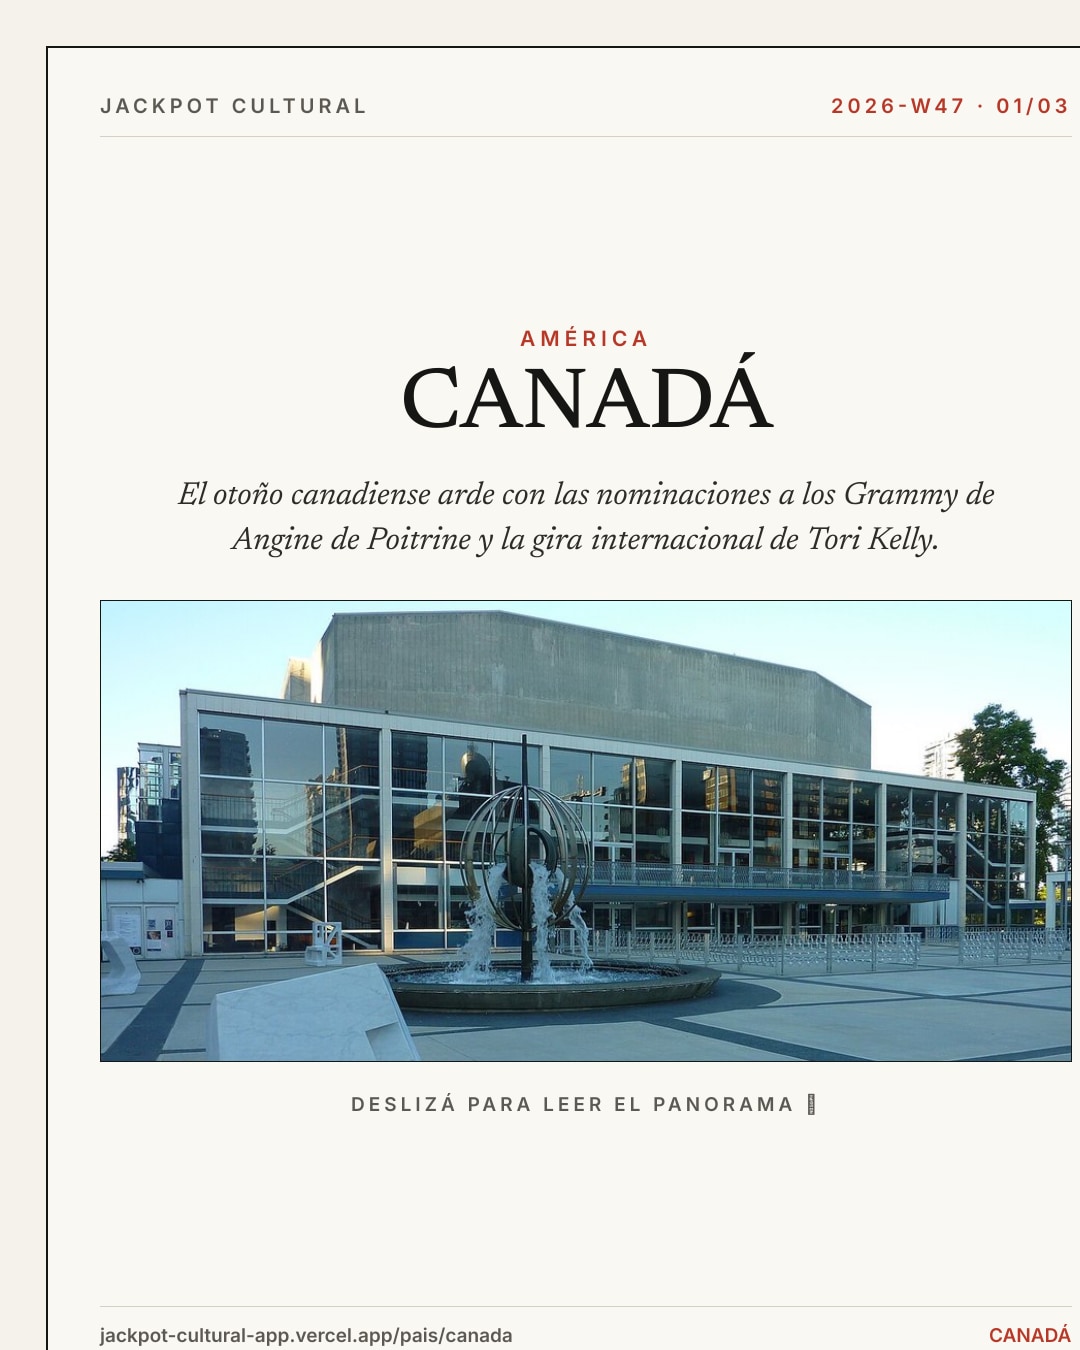 JACKPOT CULTURAL
2026-W47 · 01/03
AMÉRICA
CANADÁ
El otoño canadiense arde con las nominaciones a los Grammy de
Angine de Poitrine y la gira internacional de Tori Kelly.
DESLIZÁ PARA LEER EL PANORAMA
jackpot-cultural-app.vercel.app/pais/canada
CANADÁ